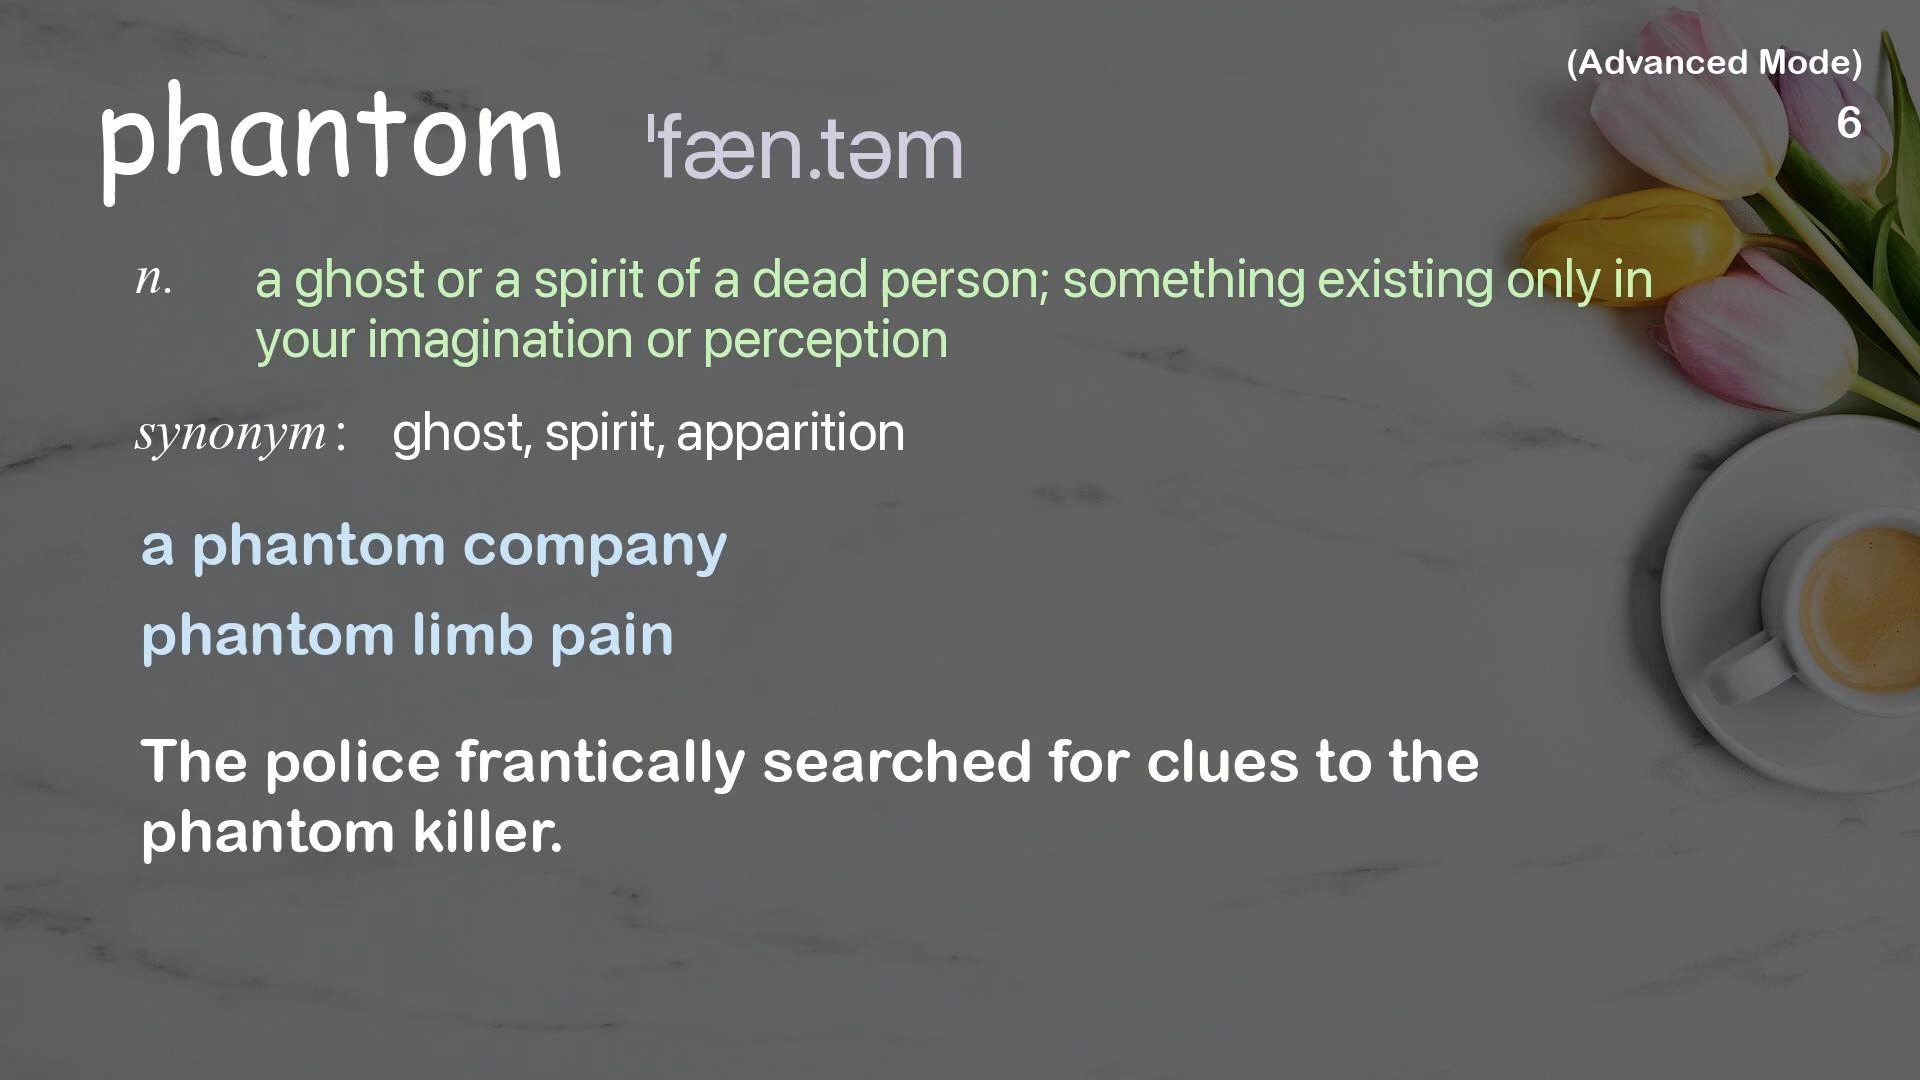 (Advanced Mode)
phantom ˈfæn.təm
6
n. a ghost or a spirit of a dead person; something existing only in
your imagination or perception
synonym: ghost, spirit, apparition
a phantom company
phantom limb pain
The police frantically searched for clues to the
phantom killer.